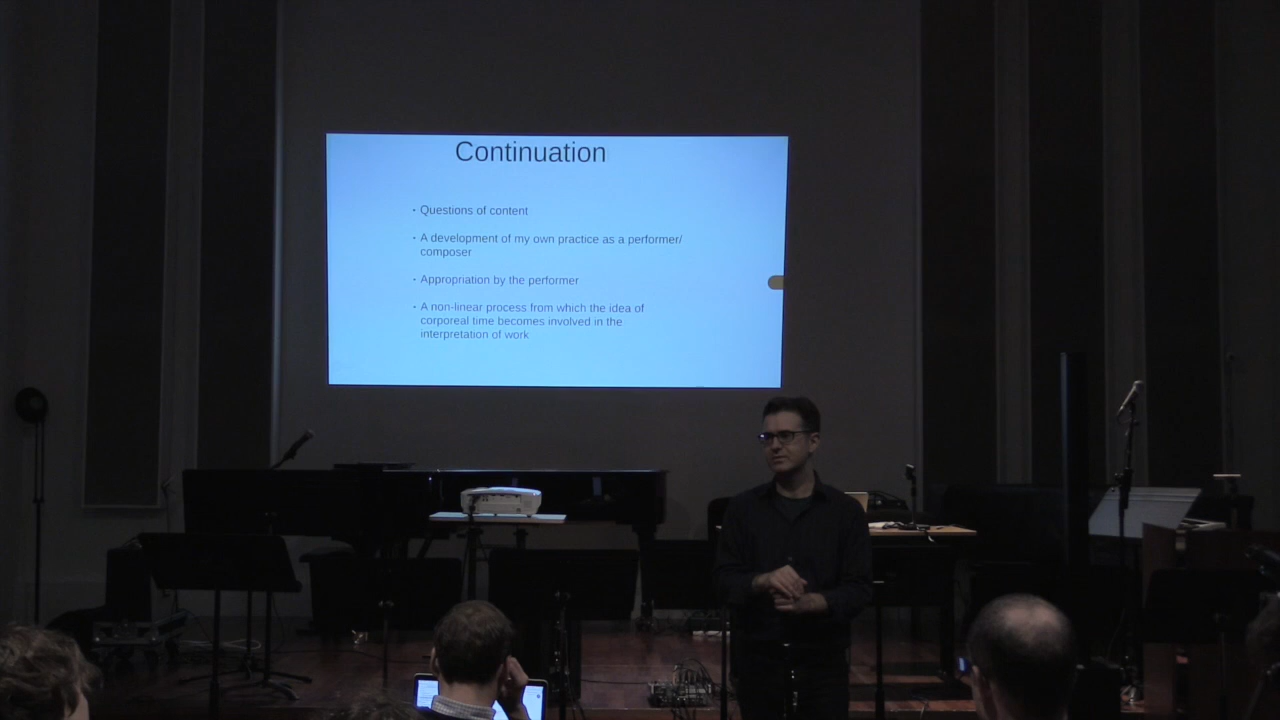 Continuation
· Questions of content
· A development of my own practice as a performer/
composer
· Appropriation by the performer
· A non-linear process from which the idea of
corporeal time becomes involved in the
interpretation of work